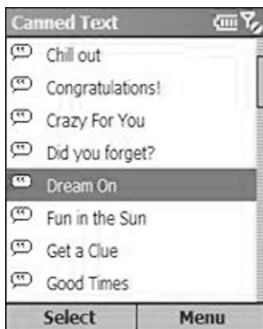 Canned Text
Chill out
Congratulations!
Crazy For You
Did you forget?
Dream On
Fun in the Sun
Get a Clue
Good Times
Select Menu